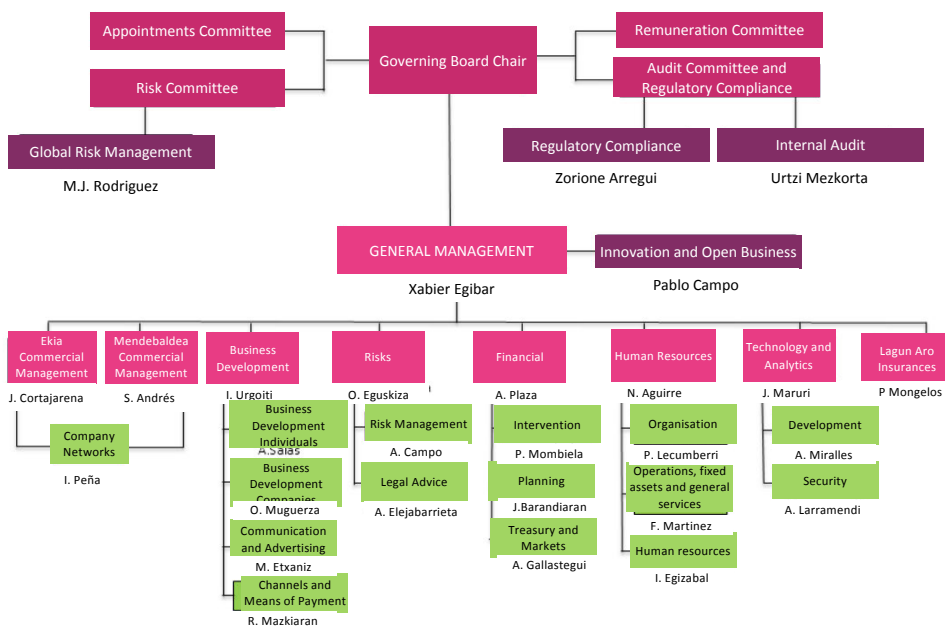 Appointments Committee
Governing Board Chair
Remuneration Committee
Risk Committee
Audit Committee and
Regulatory Compliance
Global Risk Management
M.J. Rodriguez
Regulatory Compliance
Zorione Arregui
Internal Audit
Urtzi Mezkorta
GENERAL MANAGEMENT
Xabier Egibar
Innovation and Open Business
Pablo Campo
Ekia
Commercial
Management
J. Cortajarena
Mendebaldea
Commercial
Management
S. Andrés
Company
Networks
I. Peña
Business
Development
I. Urgoiti
Business
Development
Individuals
A.Salas
Business
Development
Companies
O. Muguerza
Communication
and Advertising
M. Etxaniz
Channels and
Means of Payment
R. Mazkiaran
Risks
O. Eguskiza
Risk Management
A. Campo
Legal Advice
A. Elejabarrieta
Financial
A. Plaza
Intervention
P. Mombiela
Planning
J.Barandiaran
Treasury and
Markets
A. Gallastegui
Human Resources
N. Aguirre
Organisation
P. Lecumberri
Operations, fixed
assets and general
services
F. Martinez
Human resources
I. Egizabal
Technology and
Analytics
J. Maruri
Development
A. Miralles
Security
A. Larramendi
Lagun Aro
Insurances
P Mongelos